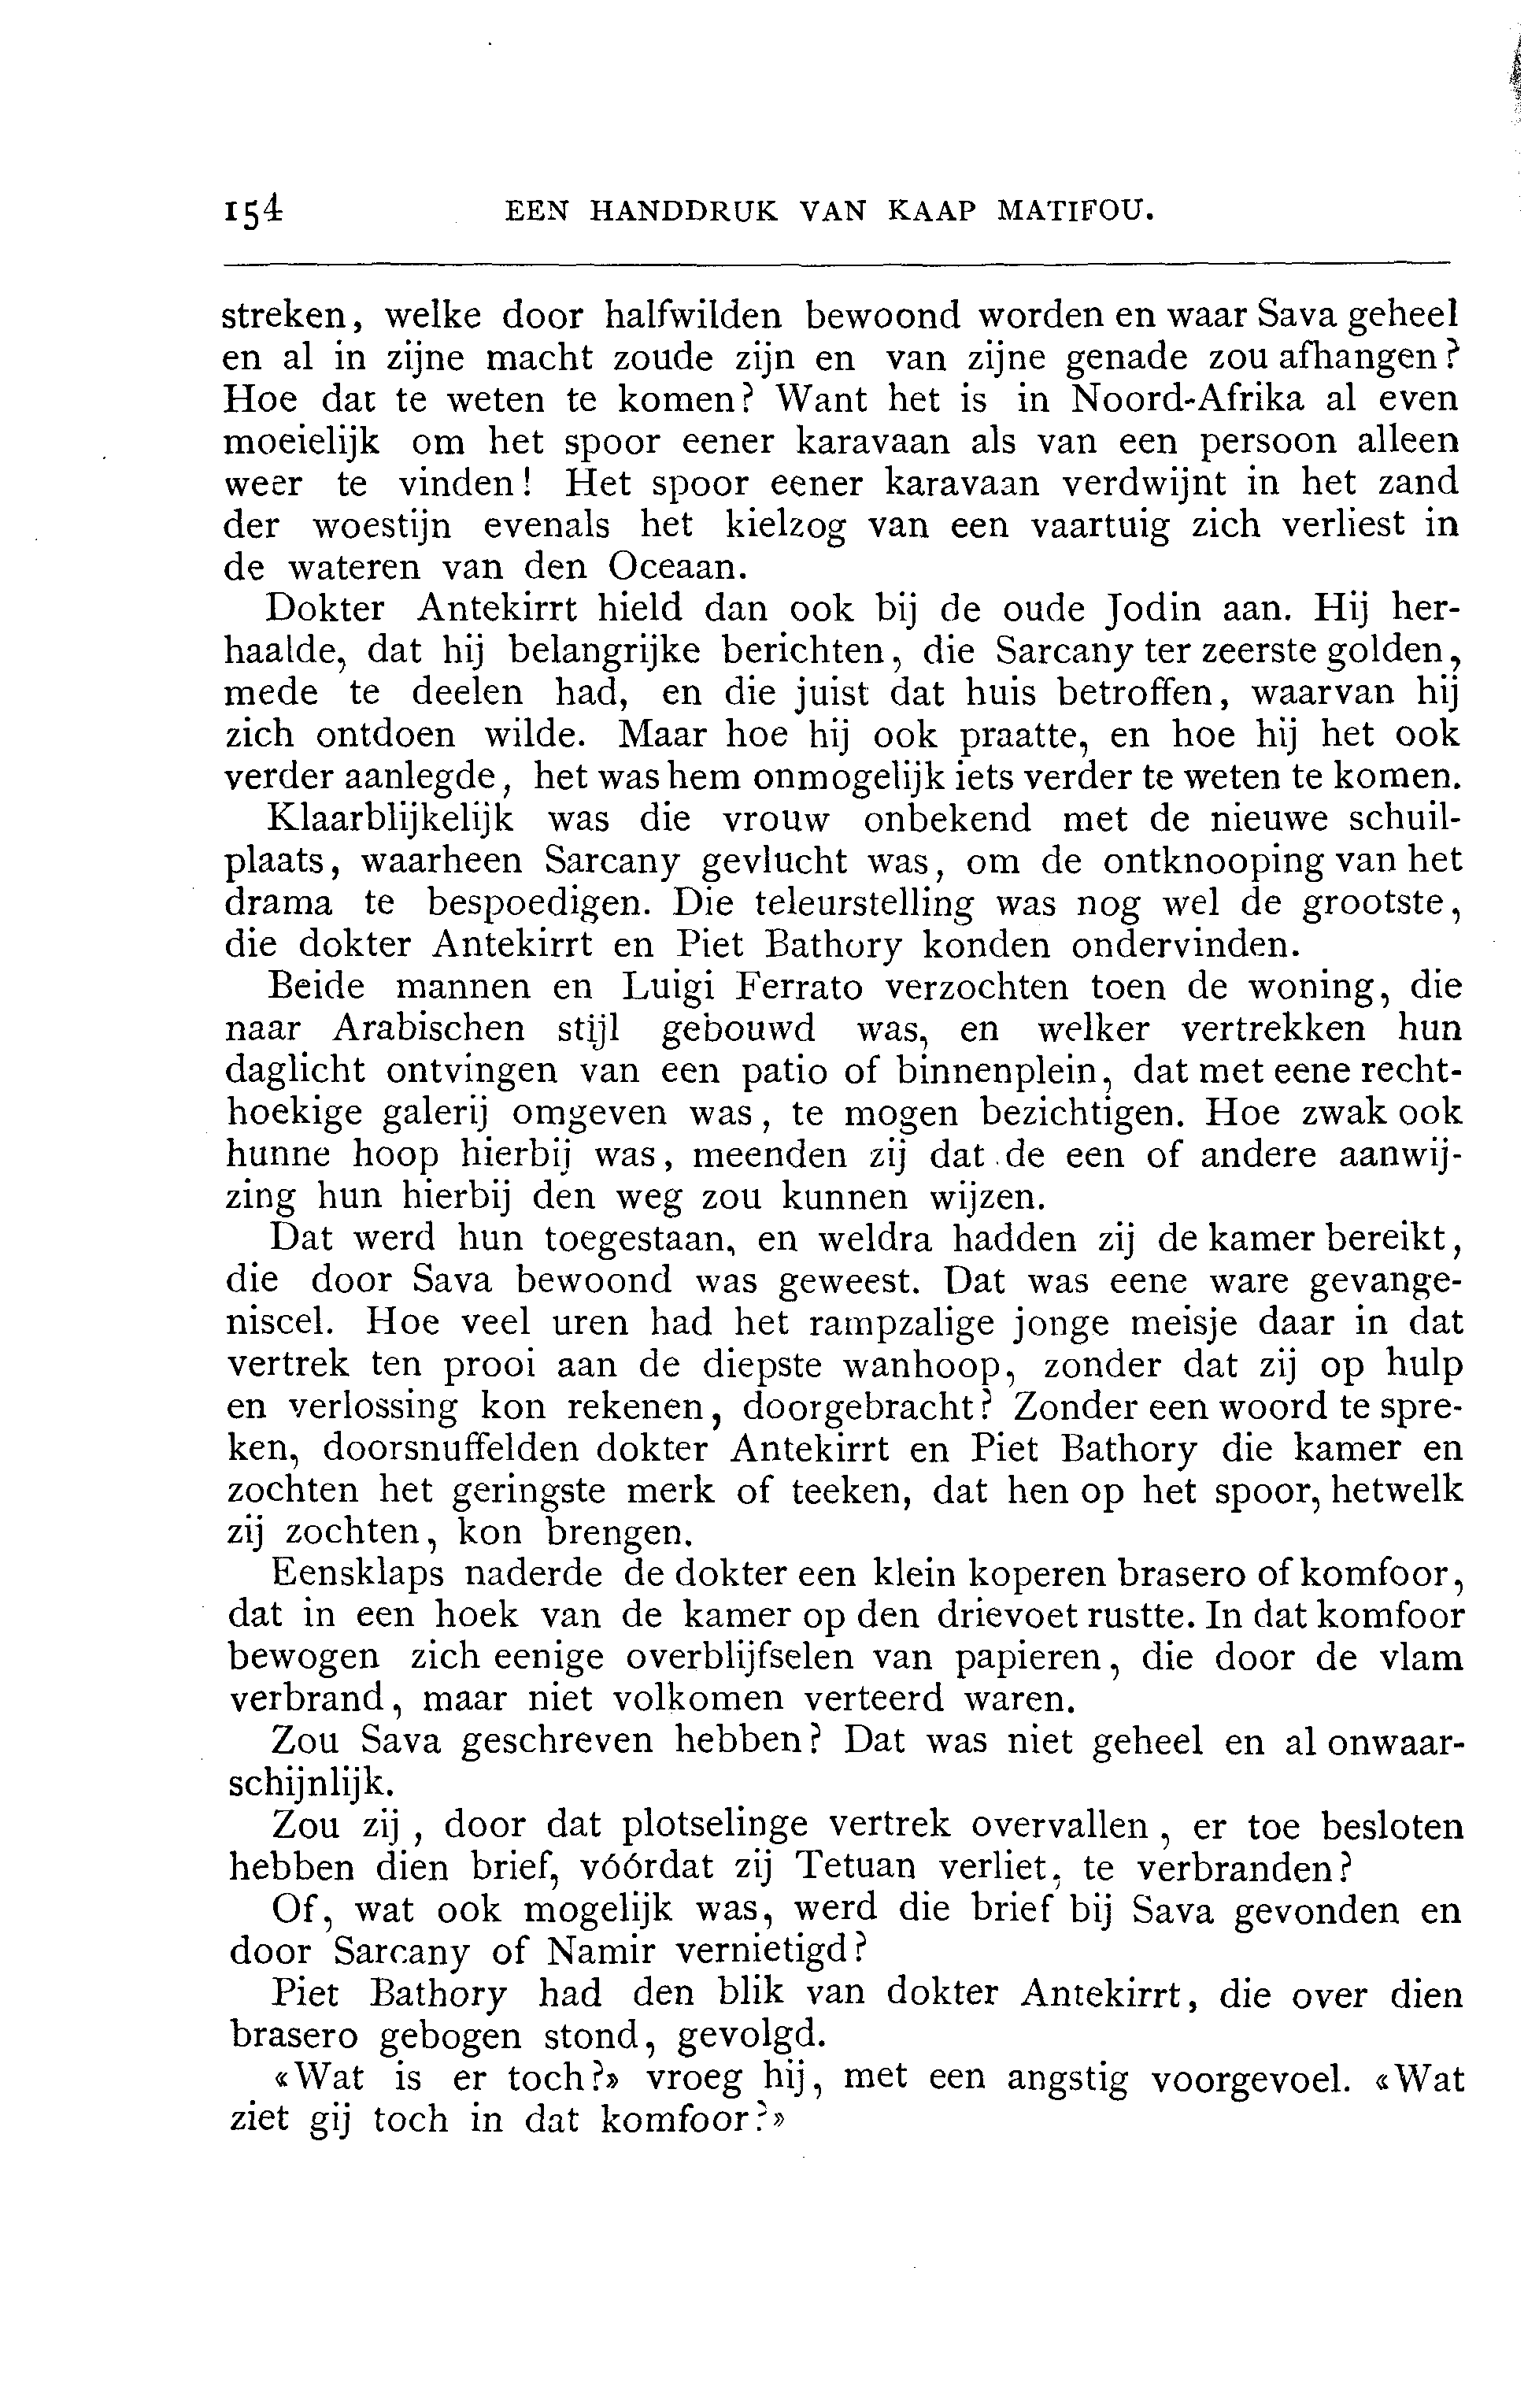 154 EEN HANDDRUK VAN KAAP MATIFOU.
streken, welke door halfwilden bewoond worden en waar Sava geheel
en al in zijne macht zoude zijn en van zijne genade zou afhangen?
Hoe dat te weten te komen? Want het is in Noord-Afrika al even
moeielijk om het spoor eener karavaan als van een persoon alleen
weer te vinden! Het spoor eener karavaan verdwijnt in het zand
der woestijn evenals het kielzog van een vaartuig zich verliest in
de wateren van den Oceaan.
Dokter Antekirrt hield dan ook bij de oude Jodin aan. Hij her-
haalde, dat hij belangrijke berichten, die Sarcany ter zeerste golden,
mede te deelen had, en die juist dat huis betroffen, waarvan hij
zich ontdoen wilde. Maar hoe hij ook praatte, en hoe hij het ook
verder aanlegde, het was hem onmogelijk iets verder te weten te komen.
Klaarblijkelijk was die vrouw onbekend met de nieuwe schuil-
plaats, waarheen Sarcany gevlucht was, om de ontknooping van het
drama te bespoedigen. Die teleurstelling was nog wel de grootste,
die dokter Antekirrt en Piet Bathory konden ondervinden.
Beide mannen en Luigi Ferrato verzochten toen de woning, die
naar Arabischen stijl gebouwd was, en welker vertrekken hun
daglicht ontvingen van een patio of binnenplein, dat met eene recht-
hoekige galerij omgeven was, te mogen bezichtigen. Hoe zwak ook
hunne hoop hierbij was, meenden zij dat de een of andere aanwij-
zing hun hierbij den weg zou kunnen wijzen.
Dat werd hun toegestaan, en weldra hadden zij de kamer bereikt,
die door Sava bewoond was geweest. Dat was eene ware gevange-
niscel. Hoe veel uren had het rampzalige jonge meisje daar in dat
vertrek ten prooi aan de diepste wanhoop, zonder dat zij op hulp
en verlossing kon rekenen, doorgebracht? Zonder een woord te spre-
ken, doorsnuffelden dokter Antekirrt en Piet Bathory die kamer en
zochten het geringste merk of teeken, dat hen op het spoor, hetwelk
zij zochten, kon brengen.
Eensklaps naderde de dokter een klein koperen brasero of komfoor,
dat in een hoek van de kamer op den drievoet rustte. In dat komfoor
bewogen zich eenige overblijfselen van papieren, die door de vlam
verbrand, maar niet volkomen verteerd waren.
Zou Sava geschreven hebben? Dat was niet geheel en al onwaar-
schijnlijk.
Zou zij, door dat plotselinge vertrek overvallen, er toe besloten
hebben dien brief, vóórdat zij Tetuan verliet, te verbranden?
Of, wat ook mogelijk was, werd die brief bij Sava gevonden en
door Sarcany of Namir vernietigd?
Piet Bathory had den blik van dokter Antekirrt, die over dien
brasero gebogen stond, gevolgd.
«Wat is er toch?» vroeg hij, met een angstig voorgevoel. «Wat
ziet gij toch in dat komfoor?»